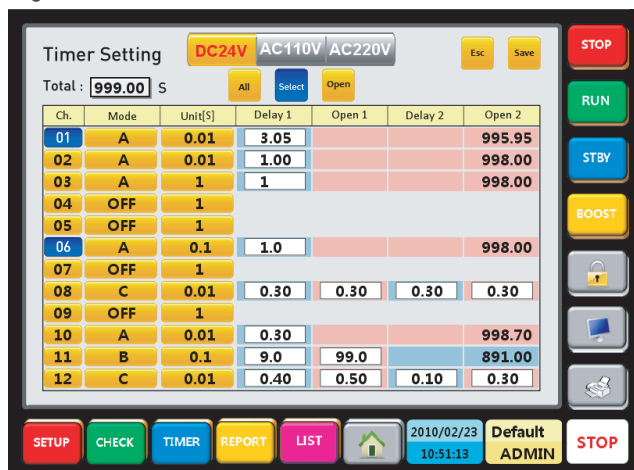 Timer Setting DC24V AC110V AC220V Esc Save
Total : 999.00 S All Select Open
Ch. Mode Unit[S] Delay 1 Open 1 Delay 2 Open 2
01 A 0.01 3.05 995.95
02 A 0.01 1.00 998.00
03 A 1 1 998.00
04 OFF 1
05 OFF 1
06 A 0.1 1.0 998.00
07 OFF 1
08 C 0.01 0.30 0.30 0.30 0.30
09 OFF 1
10 A 0.01 0.30 998.70
11 B 0.1 9.0 99.0 891.00
12 C 0.01 0.40 0.50 0.10 0.30
STOP
RUN
STBY
BOOST
SETUP CHECK TIMER REPORT LIST 2010/02/23 Default STOP
10:51:13 ADMIN